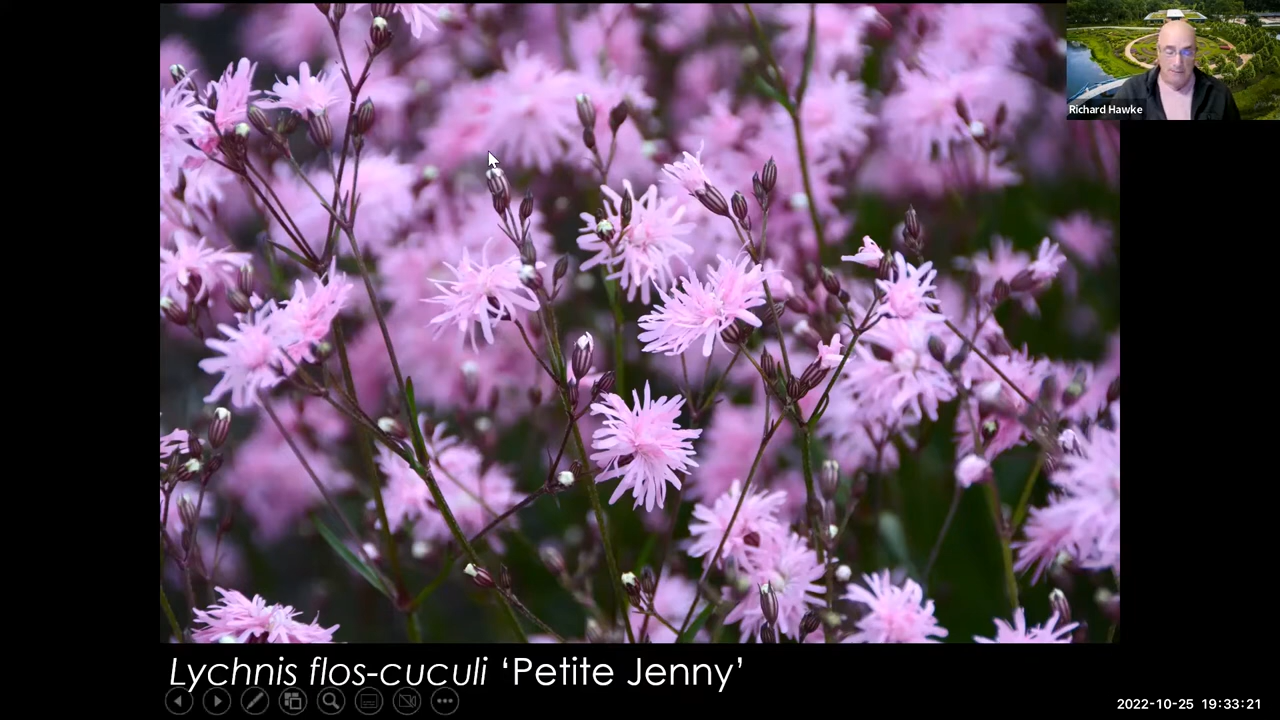 Richard Hawke
Lychnis flos-cuculi ‘Petite Jenny’
2022-10-25 19:33:21